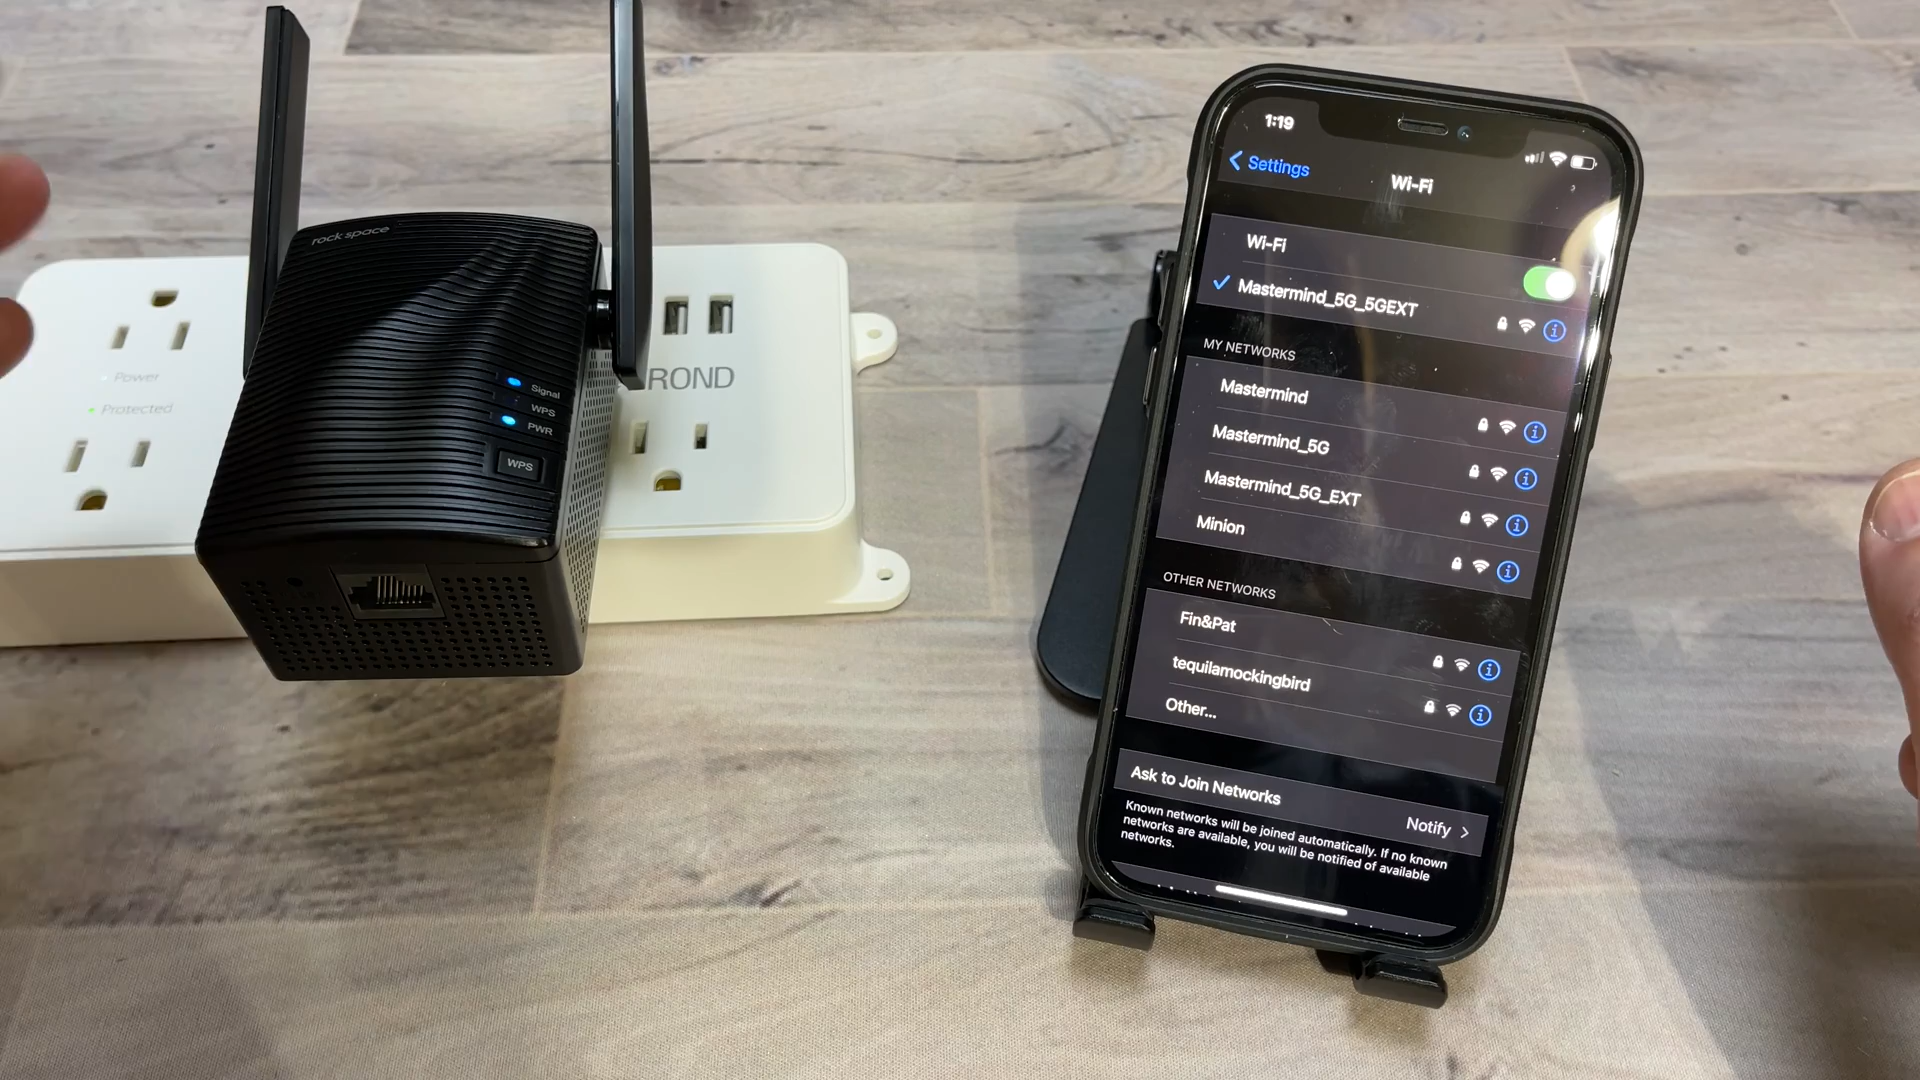 rock space
Signal
WPS
PWR
WPS
Power
Protected
ROND
1:19
Settings
Wi-Fi
Wi-Fi
Mastermind_5G_5GEXT
MY NETWORKS
Mastermind
Mastermind_5G
Mastermind_5G_EXT
Minion
OTHER NETWORKS
Fin&Pat
tequilamockingbird
Other...
Ask to Join Networks
Notify
Known networks will be joined automatically. If no known
networks are available, you will be notified of available
networks.